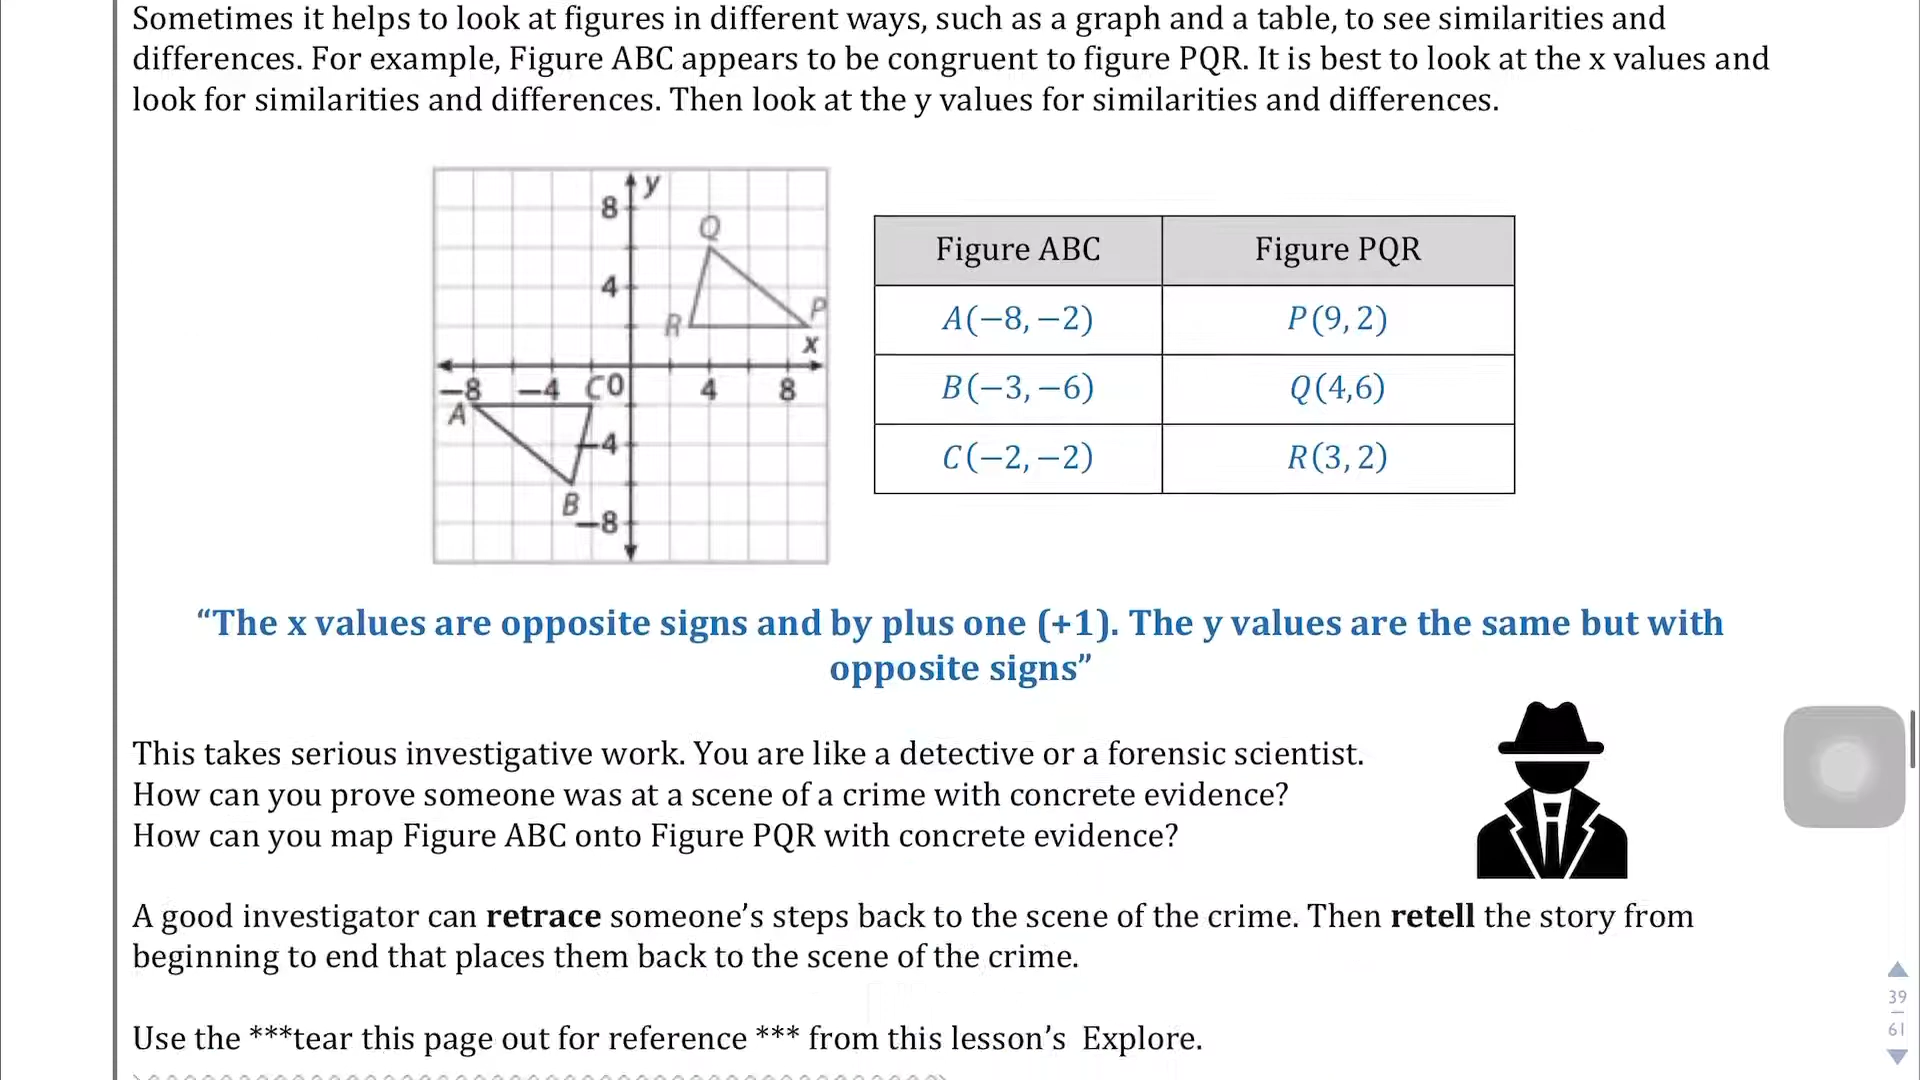 Sometimes it helps to look at figures in different ways, such as a graph and a table, to see similarities and
differences. For example, Figure ABC appears to be congruent to figure PQR. It is best to look at the x values and
look for similarities and differences. Then look at the y values for similarities and differences.
y
8
Q
4
P
R
x
−8 −4 C 0 4 8
A
−4
B
−8
Figure ABC Figure PQR
A(−8, −2) P(9, 2)
B(−3, −6) Q(4,6)
C(−2, −2) R(3, 2)
“The x values are opposite signs and by plus one (+1). The y values are the same but with
opposite signs”
This takes serious investigative work. You are like a detective or a forensic scientist.
How can you prove someone was at a scene of a crime with concrete evidence?
How can you map Figure ABC onto Figure PQR with concrete evidence?
A good investigator can retrace someone’s steps back to the scene of the crime. Then retell the story from
beginning to end that places them back to the scene of the crime.
Use the ***tear this page out for reference *** from this lesson’s Explore.
39
61